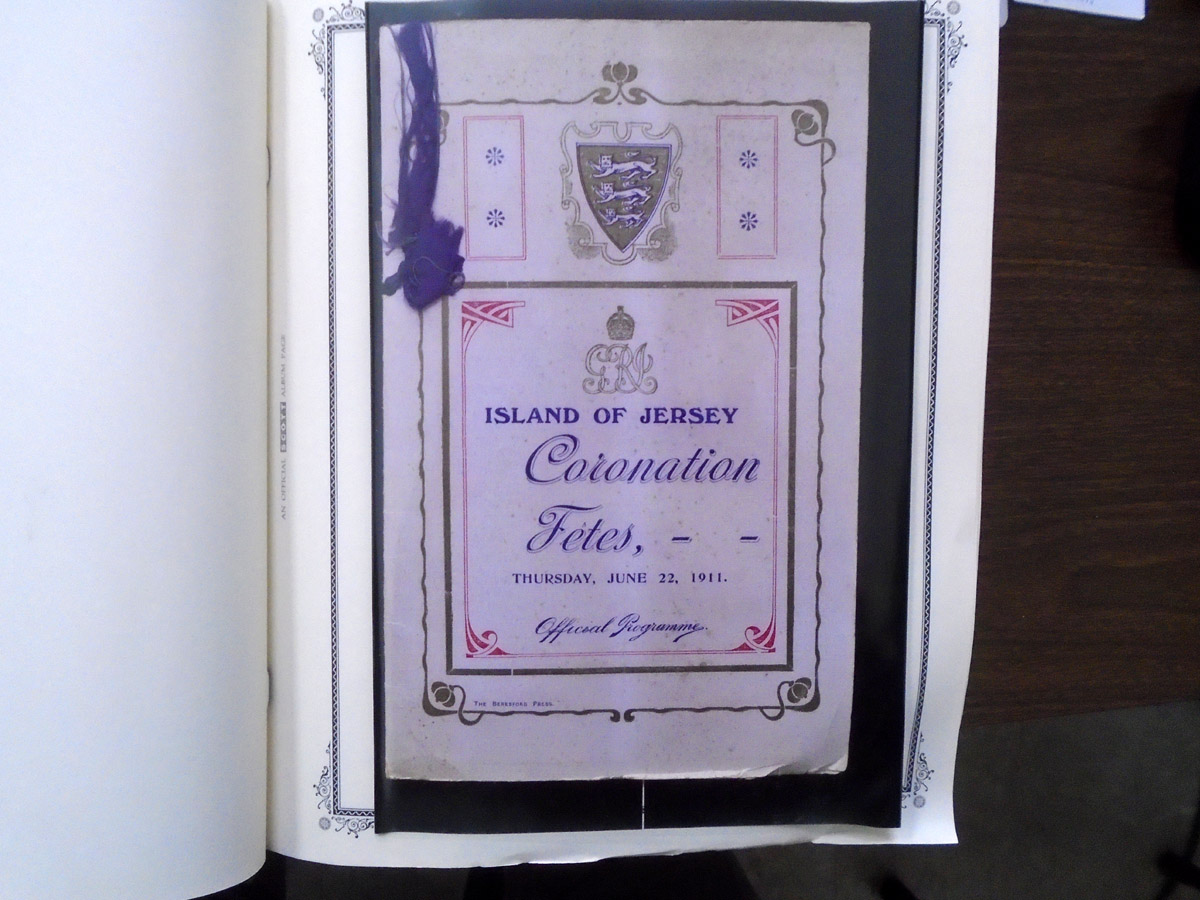 GRI
ISLAND OF JERSEY
Coronation
Fêtes, - -
THURSDAY, JUNE 22, 1911.
Official Programme.
THE BERESFORD PRESS.
AN OFFICIAL SCOTT ALBUM PAGE